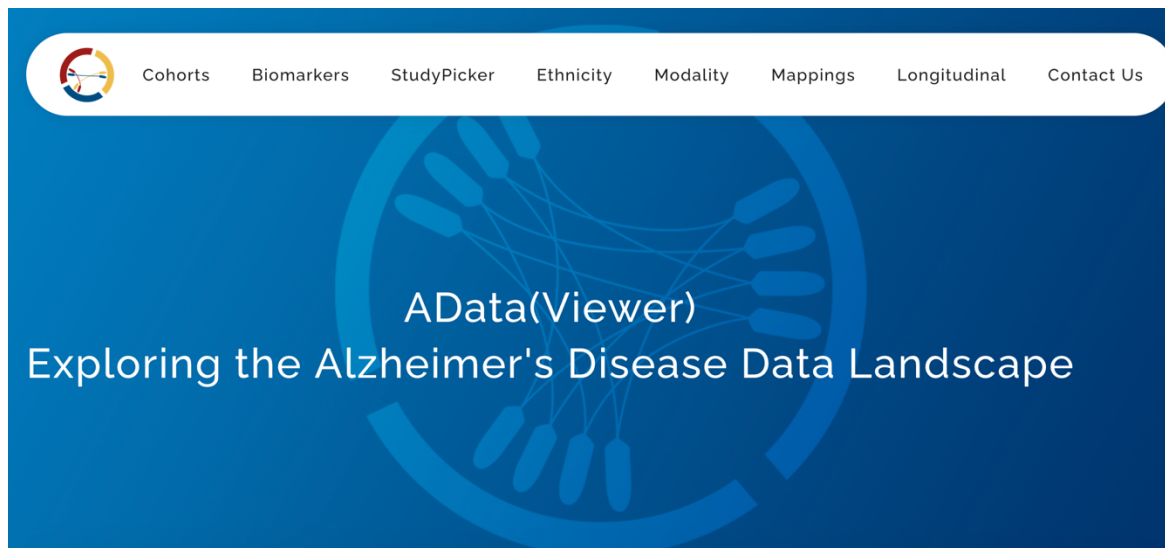 Cohorts Biomarkers StudyPicker Ethnicity Modality Mappings Longitudinal Contact Us
AData(Viewer)
Exploring the Alzheimer's Disease Data Landscape